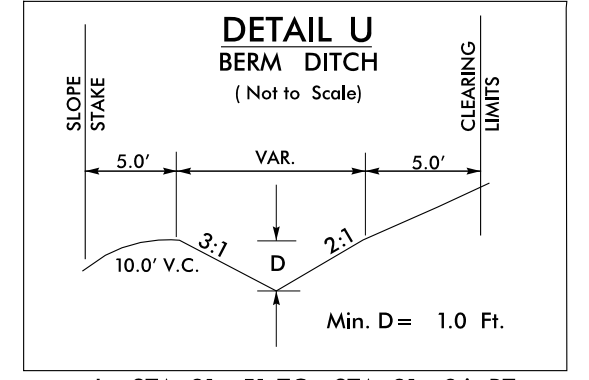 DETAIL U
BERM DITCH
( Not to Scale)
SLOPE
STAKE
CLEARING
LIMITS
5.0'
VAR.
5.0'
3:1
2:1
D
10.0' V.C.
Min. D = 1.0 Ft.